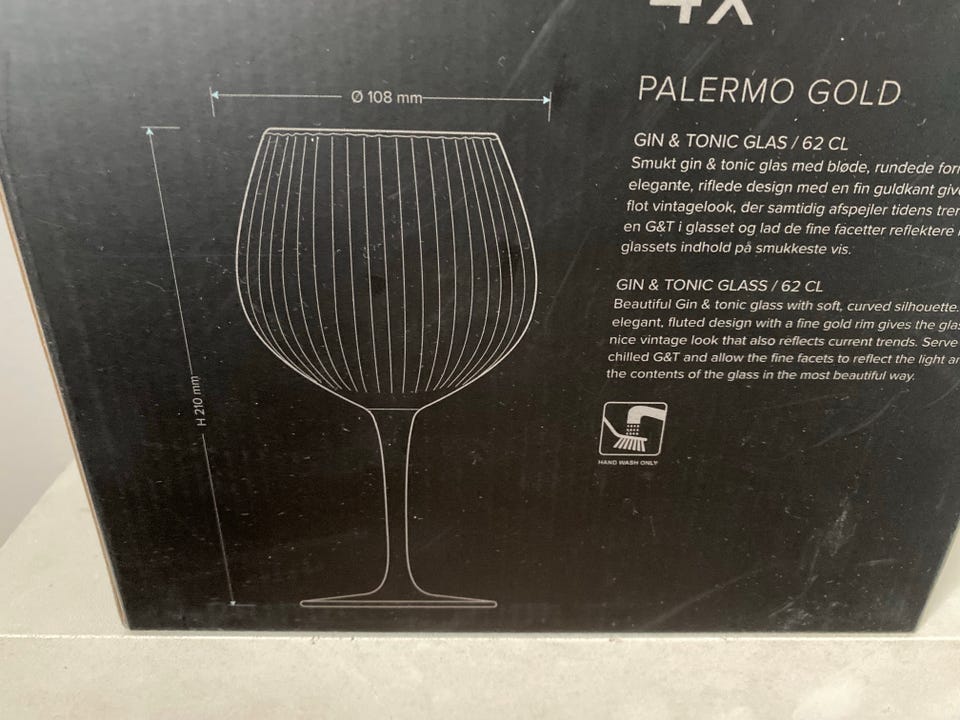 4x
PALERMO GOLD
Ø 108 mm
H 210 mm
GIN & TONIC GLAS / 62 CL
Smukt gin & tonic glas med bløde, rundede
elegante, riflede design med en fin guldkant
flot vintagelook, der samtidig afspejler tidens
en G&T i glasset og lad de fine facetter reflektere
glassets indhold på smukkeste vis.
GIN & TONIC GLASS / 62 CL
Beautiful Gin & tonic glass with soft, curved silhouette.
elegant, fluted design with a fine gold rim gives the
nice vintage look that also reflects current trends. Serve
chilled G&T and allow the fine facets to reflect the light
the contents of the glass in the most beautiful way.
HAND WASH ONLY